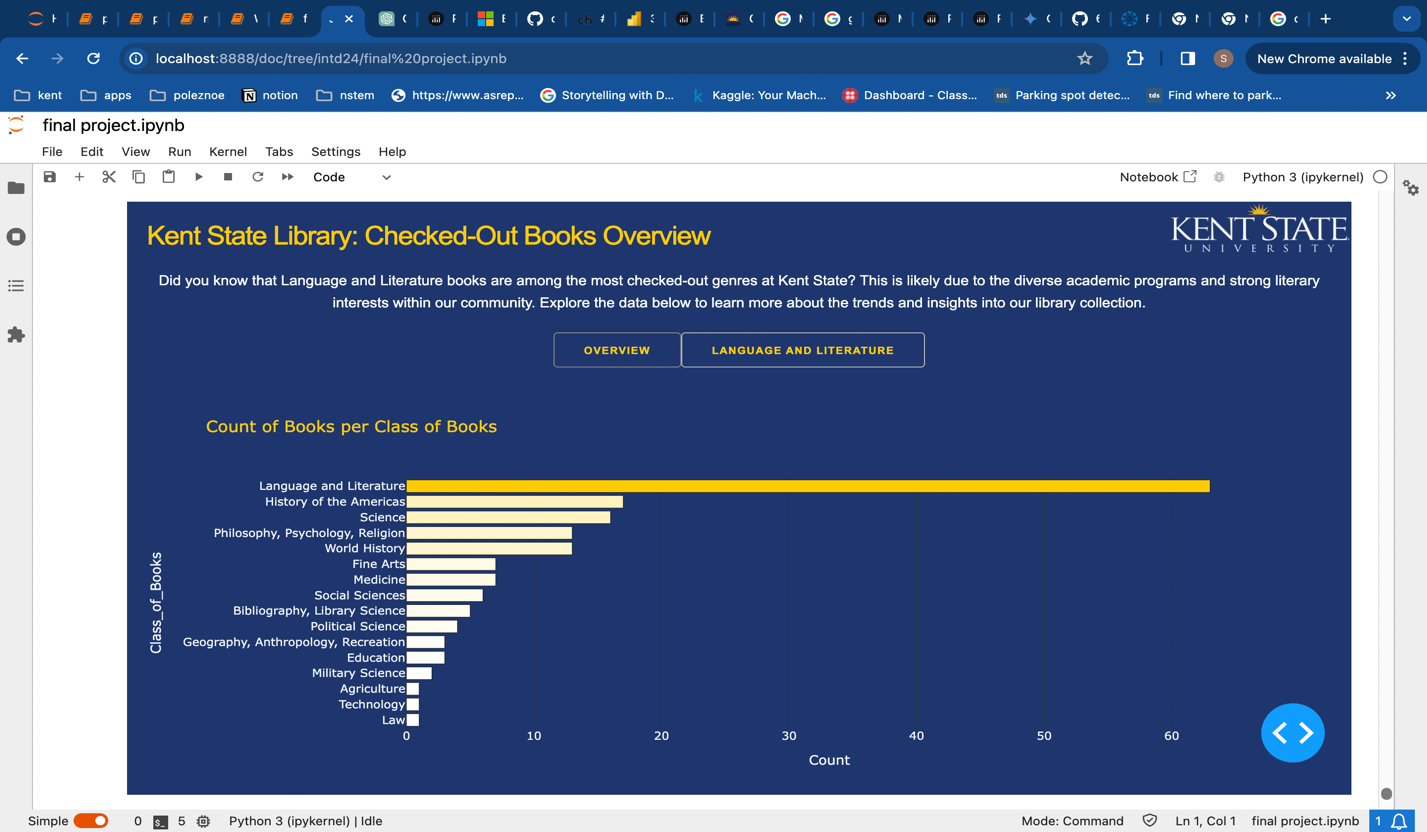 New Chrome available
localhost:8888/doc/tree/intd24/final%20project.ipynb
S
kent
apps
poleznoe
notion
nstem
https://www.asrep...
Storytelling with D...
Kaggle: Your Mach...
Dashboard - Class...
tds Parking spot detec...
tds Find where to park...
final project.ipynb
File Edit View Run Kernel Tabs Settings Help
Code
Notebook
Python 3 (ipykernel)
Kent State Library: Checked-Out Books Overview
KENT STATE
UNIVERSITY
Did you know that Language and Literature books are among the most checked-out genres at Kent State? This is likely due to the diverse academic programs and strong literary
interests within our community. Explore the data below to learn more about the trends and insights into our library collection.
OVERVIEW
LANGUAGE AND LITERATURE
Count of Books per Class of Books
Class_of_Books
Language and Literature
History of the Americas
Science
Philosophy, Psychology, Religion
World History
Fine Arts
Medicine
Social Sciences
Bibliography, Library Science
Political Science
Geography, Anthropology, Recreation
Education
Military Science
Agriculture
Technology
Law
0 10 20 30 40 50 60
Count
Simple 0 5 Python 3 (ipykernel) | Idle
Mode: Command Ln 1, Col 1 final project.ipynb 1